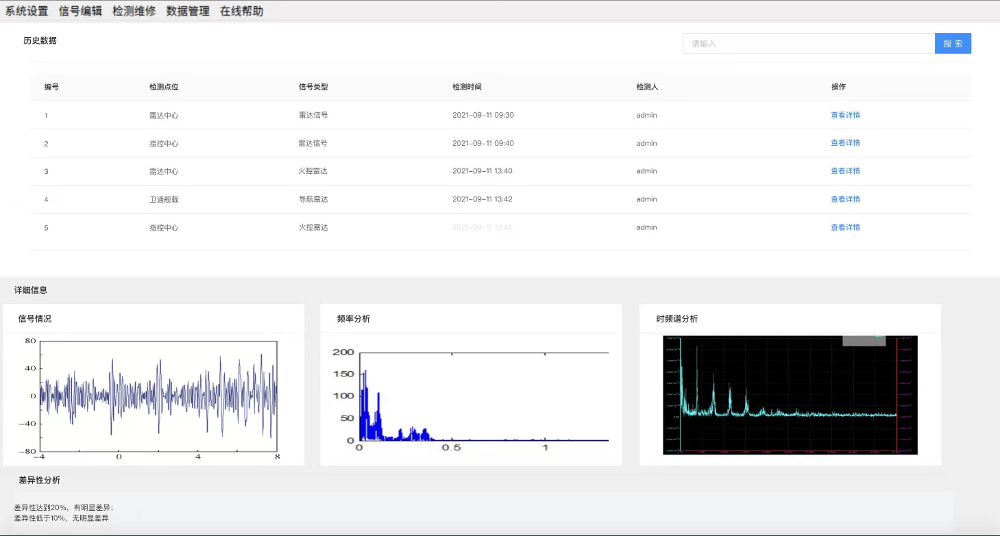 系统设置 信号编辑 检测维修 数据管理 在线帮助
历史数据 请输入 搜 索
编号 检测点位 信号类型 检测时间 检测人 操作
1 雷达中心 雷达信号 2021-09-11 09:30 admin 查看详情
2 指控中心 雷达信号 2021-09-11 09:40 admin 查看详情
3 雷达中心 火控雷达 2021-09-11 13:40 admin 查看详情
4 卫通舰载 导航雷达 2021-09-11 13:42 admin 查看详情
5 指控中心 火控雷达 2021-09-11 13:45 admin 查看详情
详细信息
信号情况
80
40
0
-40
-80
-4 0 4 8
频率分析
200
150
100
50
0
0 0.5 1
时频谱分析
差异性分析
差异性达到20%，有明显差异；
差异性低于10%，无明显差异